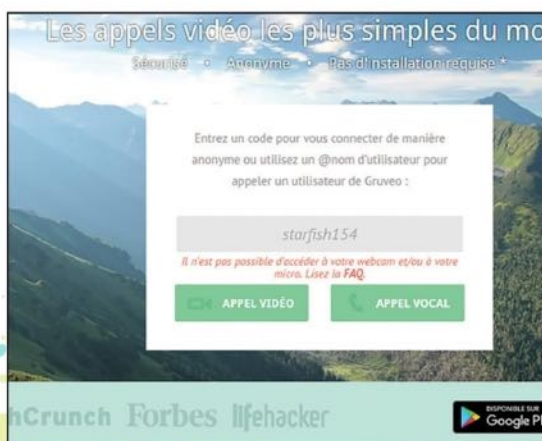 Les appels vidéo les plus simples du mo
Sécurisé • Anonyme • Pas d'installation requise *
Entrez un code pour vous connecter de manière
anonyme ou utilisez un @nom d'utilisateur pour
appeler un utilisateur de Gruveo :
starfish154
Il n'est pas possible d'accéder à votre webcam et/ou à votre
micro. Lisez la FAQ.
APPEL VIDÉO APPEL VOCAL
hCrunch Forbes lifehacker
DISPONIBLE SUR
Google Pl